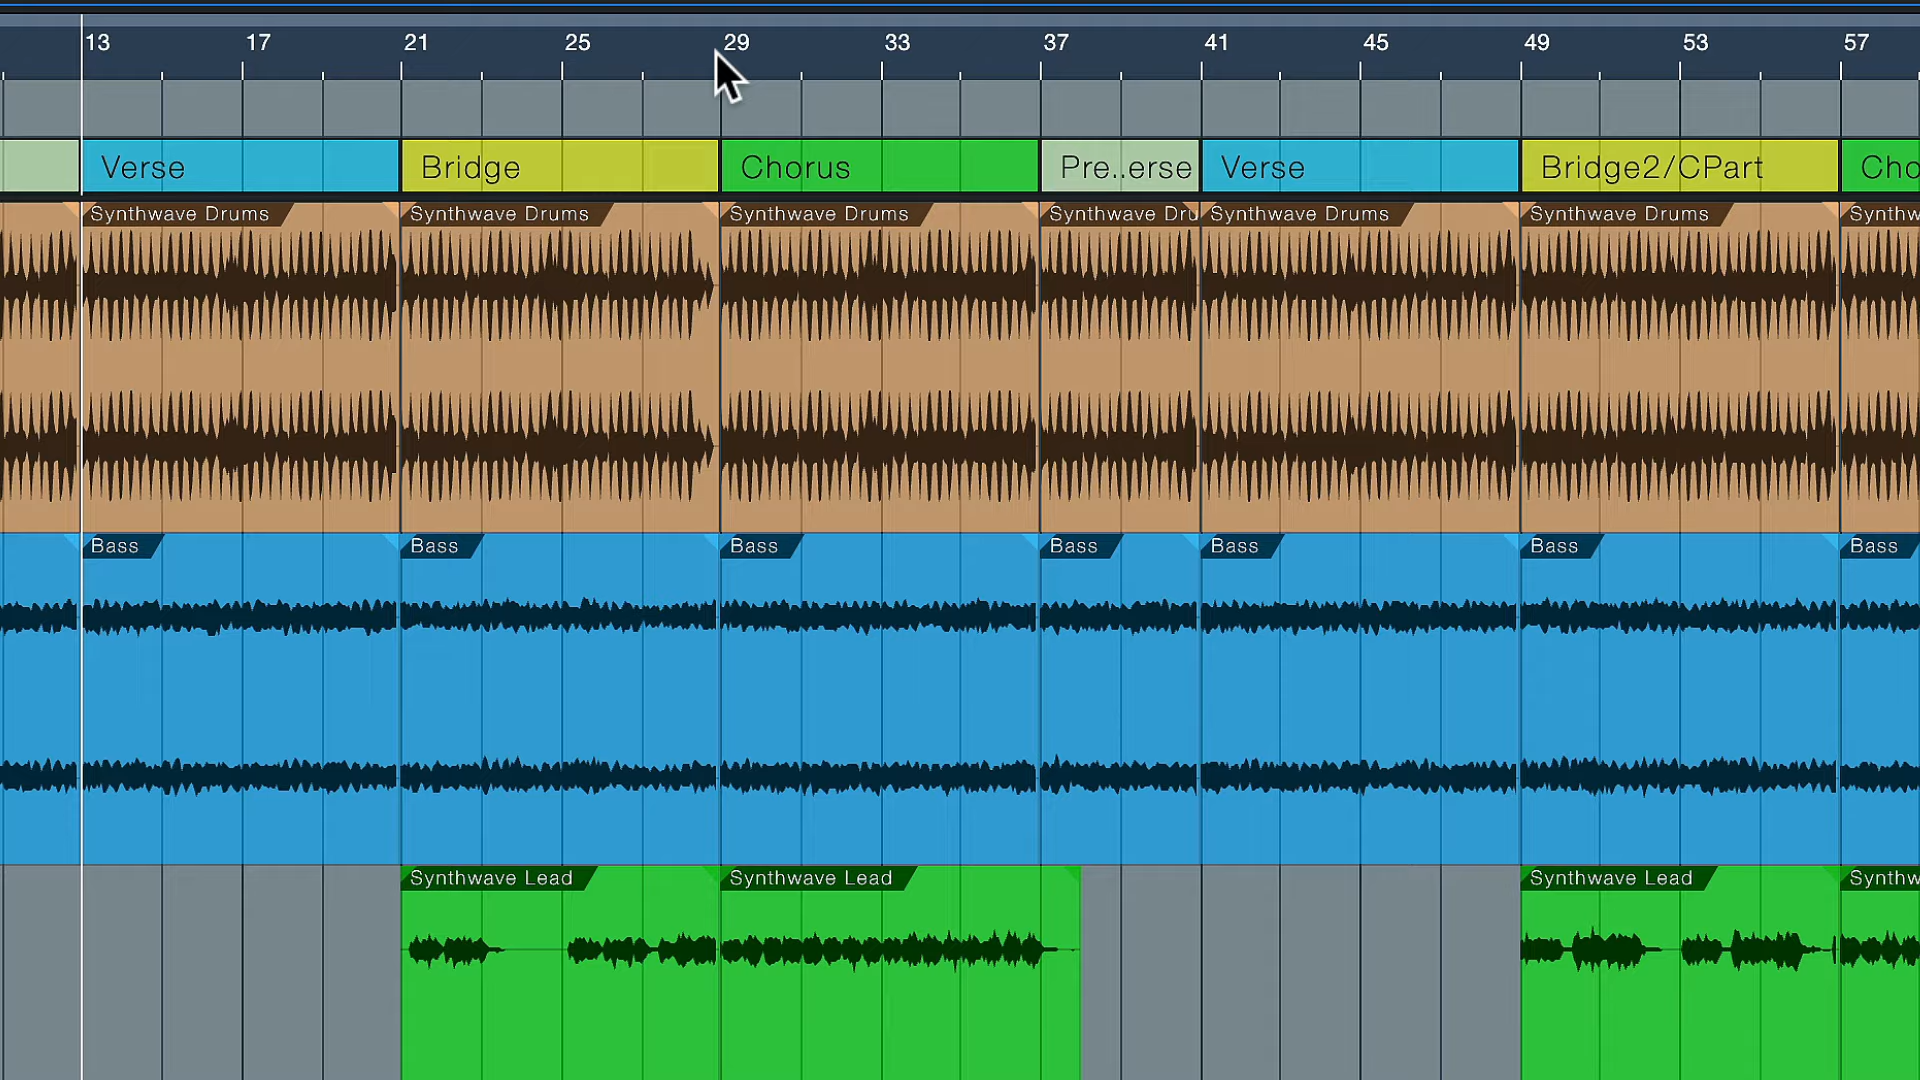 13 17 21 25 29 33 37 41 45 49 53 57
Verse Bridge Chorus Pre..erse Verse Bridge2/CPart Cho
Synthwave Drums Synthwave Drums Synthwave Drums Synthwave Dru Synthwave Drums Synthwave Drums Synthw
Bass Bass Bass Bass Bass Bass Bass
Synthwave Lead Synthwave Lead Synthwave Lead Synthw